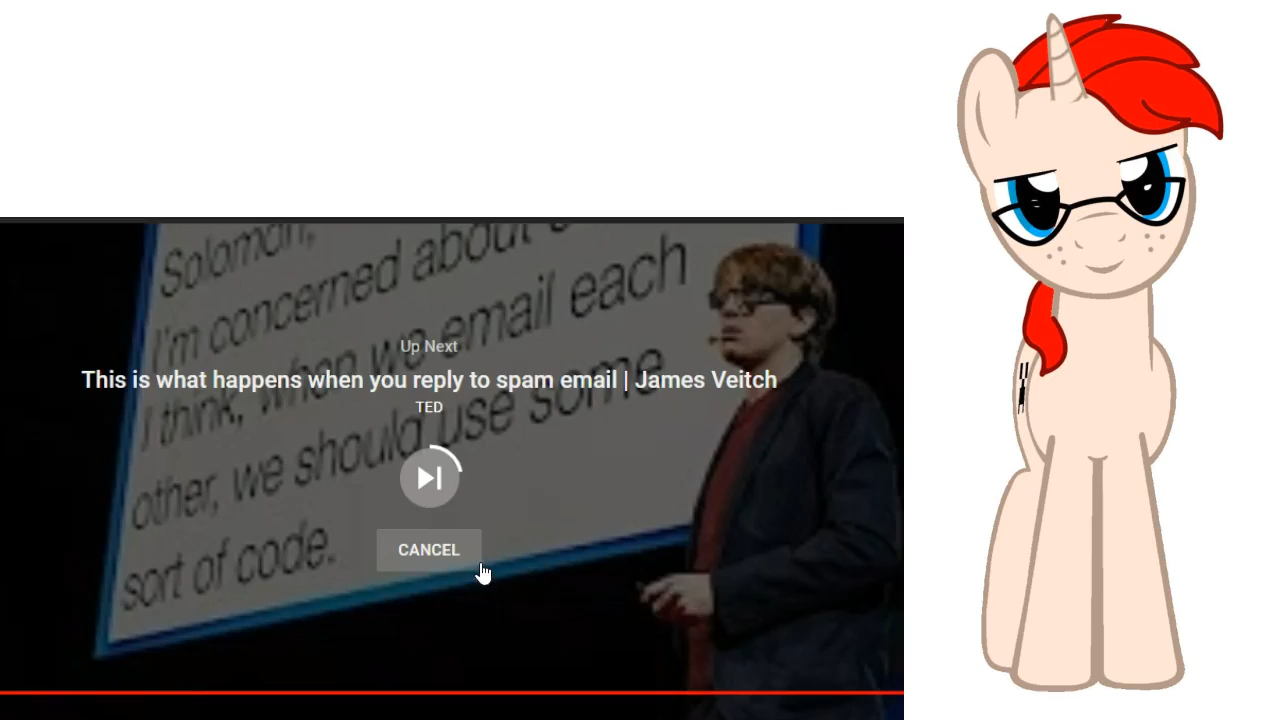 Solomon,
I'm concerned about
I think, when we email each
other, we should use some
sort of code.
Up Next
This is what happens when you reply to spam email | James Veitch
TED
CANCEL